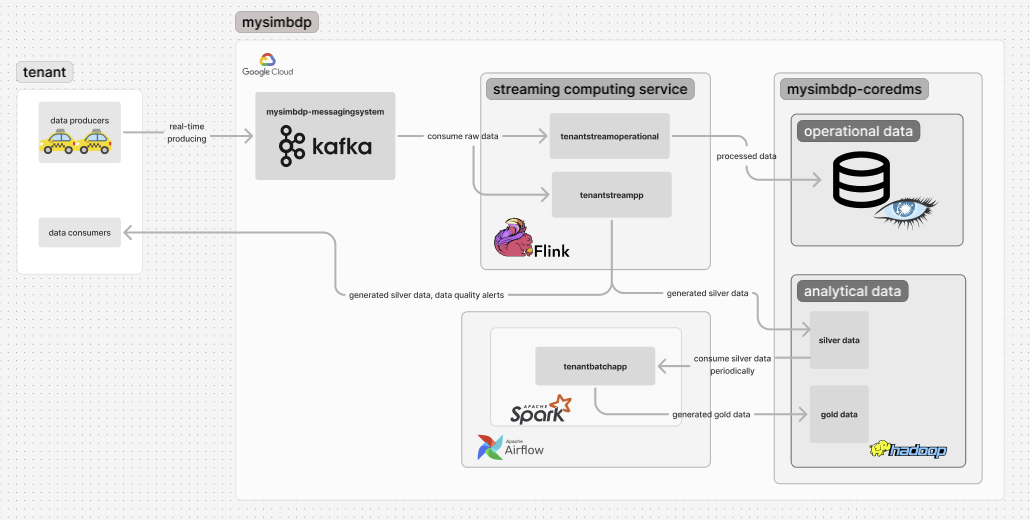 mysimbdp
tenant
Google Cloud
data producers
real-time
producing
mysimbdp-messagingsystem
kafka
consume raw data
streaming computing service
tenantstreamoperational
tenantstreampp
Flink
processed data
mysimbdp-coredms
operational data
data consumers
generated silver data, data quality alerts
generated silver data
analytical data
silver data
consume silver data
periodically
tenantbatchapp
APACHE
Spark
generated gold data
gold data
Apache
Airflow
hadoop